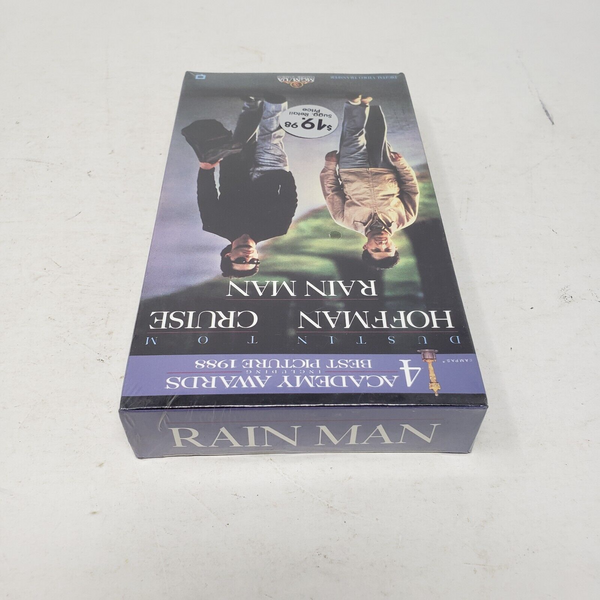 4 ACADEMY AWARDS
INCLUDING
BEST PICTURE 1988
DUSTIN TOM
HOFFMAN CRUISE
RAIN MAN
$19.98
Sugg. Retail
Price
RAIN MAN